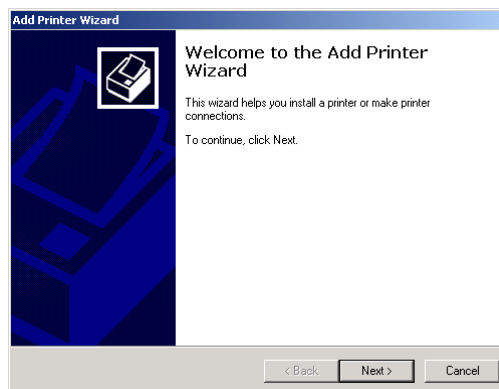 Add Printer Wizard
Welcome to the Add Printer
Wizard
This wizard helps you install a printer or make printer
connections.
To continue, click Next.
< Back
Next >
Cancel